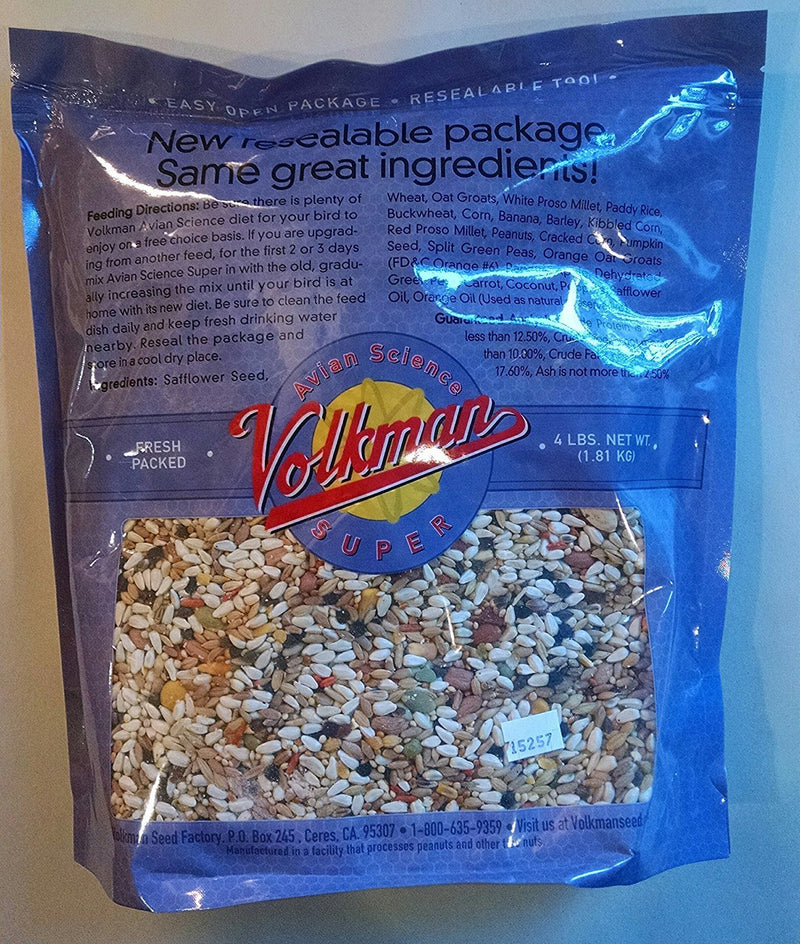 • EASY OPEN PACKAGE • RESEALABLE TOO! •
New resealable package,
Same great ingredients!
Feeding Directions: Be sure there is plenty of
Volkman Avian Science diet for your bird to
enjoy on a free choice basis. If you are upgrad-
ing from another feed, for the first 2 or 3 days
mix Avian Science Super in with the old, gradu-
ally increasing the mix until your bird is at
home with its new diet. Be sure to clean the feed
dish daily and keep fresh drinking water
nearby. Reseal the package and
store in a cool dry place.
Ingredients: Safflower Seed,
Wheat, Oat Groats, White Proso Millet, Paddy Rice,
Buckwheat, Corn, Banana, Barley, Kibbled Corn,
Red Proso Millet, Peanuts, Cracked Corn, Pumpkin
Seed, Split Green Peas, Orange Oat Groats
(FD&C Orange #6), Dehydrated
Carrot, Coconut, Safflower
Oil, Orange Oil (Used as natural
Guaranteed Protein
less than 12.50%,
than 10.00%, Crude
17.60%, Ash is not more than 2.50%
Avian Science
Volkman
SUPER
• FRESH PACKED •
• 4 LBS. NET WT. •
(1.81 KG)
15257
Volkman Seed Factory. P.O. Box 245, Ceres, CA. 95307 • 1-800-635-9359 • Visit us at Volkmanseed
Manufactured in a facility that processes peanuts and other tree nuts